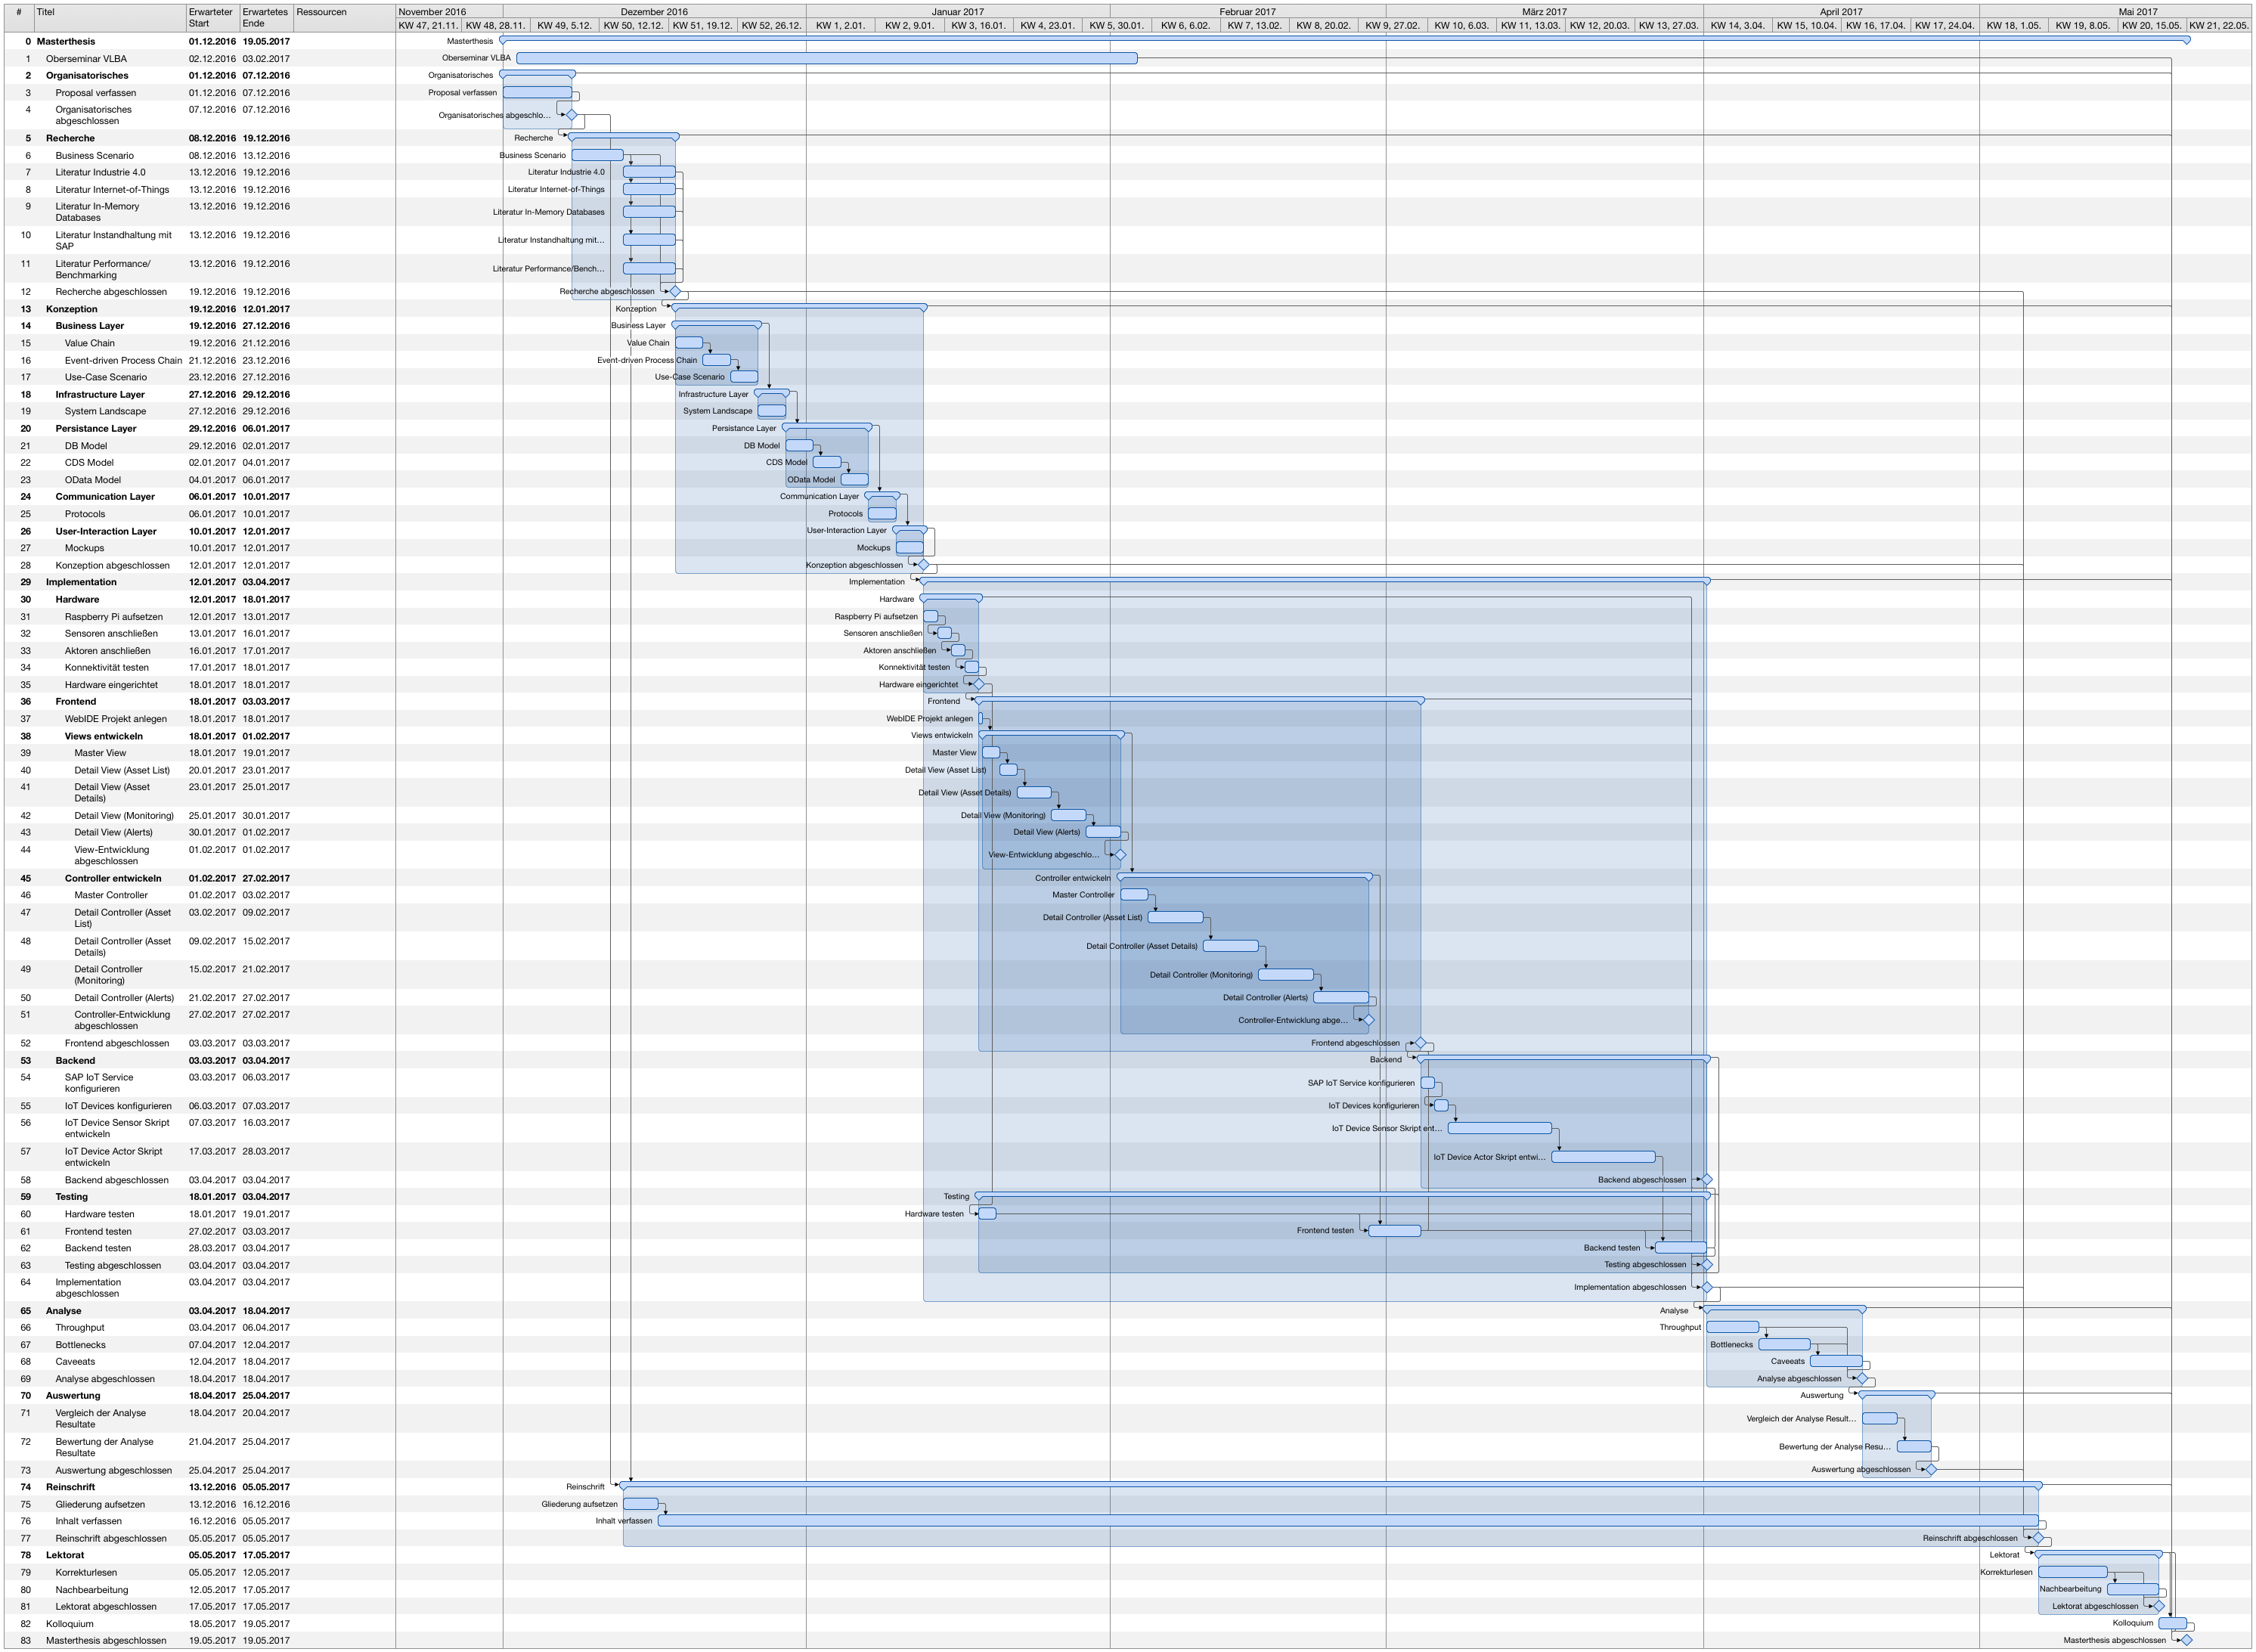 # Titel Erwarteter Start Erwartetes Ende Ressourcen
November 2016 Dezember 2016 Januar 2017 Februar 2017 März 2017 April 2017 Mai 2017
KW 47, 21.11. KW 48, 28.11. KW 49, 5.12. KW 50, 12.12. KW 51, 19.12. KW 52, 26.12. KW 1, 2.01. KW 2, 9.01. KW 3, 16.01. KW 4, 23.01. KW 5, 30.01. KW 6, 6.02. KW 7, 13.02. KW 8, 20.02. KW 9, 27.02. KW 10, 6.03. KW 11, 13.03. KW 12, 20.03. KW 13, 27.03. KW 14, 3.04. KW 15, 10.04. KW 16, 17.04. KW 17, 24.04. KW 18, 1.05. KW 19, 8.05. KW 20, 15.05. KW 21, 22.05.
0 Masterthesis 01.12.2016 19.05.2017 Masterthesis
1 Oberseminar VLBA 02.12.2016 03.02.2017 Oberseminar VLBA
2 Organisatorisches 01.12.2016 07.12.2016 Organisatorisches
3 Proposal verfassen 01.12.2016 07.12.2016 Proposal verfassen
4 Organisatorisches abgeschlossen 07.12.2016 07.12.2016 Organisatorisches abgeschlo…
5 Recherche 08.12.2016 19.12.2016 Recherche
6 Business Scenario 08.12.2016 13.12.2016 Business Scenario
7 Literatur Industrie 4.0 13.12.2016 19.12.2016 Literatur Industrie 4.0
8 Literatur Internet-of-Things 13.12.2016 19.12.2016 Literatur Internet-of-Things
9 Literatur In-Memory Databases 13.12.2016 19.12.2016 Literatur In-Memory Databases
10 Literatur Instandhaltung mit SAP 13.12.2016 19.12.2016 Literatur Instandhaltung mit…
11 Literatur Performance/ Benchmarking 13.12.2016 19.12.2016 Literatur Performance/Bench…
12 Recherche abgeschlossen 19.12.2016 19.12.2016 Recherche abgeschlossen
13 Konzeption 19.12.2016 12.01.2017 Konzeption
14 Business Layer 19.12.2016 27.12.2016 Business Layer
15 Value Chain 19.12.2016 21.12.2016 Value Chain
16 Event-driven Process Chain 21.12.2016 23.12.2016 Event-driven Process Chain
17 Use-Case Scenario 23.12.2016 27.12.2016 Use-Case Scenario
18 Infrastructure Layer 27.12.2016 29.12.2016 Infrastructure Layer
19 System Landscape 27.12.2016 29.12.2016 System Landscape
20 Persistance Layer 29.12.2016 06.01.2017 Persistance Layer
21 DB Model 29.12.2016 02.01.2017 DB Model
22 CDS Model 02.01.2017 04.01.2017 CDS Model
23 OData Model 04.01.2017 06.01.2017 OData Model
24 Communication Layer 06.01.2017 10.01.2017 Communication Layer
25 Protocols 06.01.2017 10.01.2017 Protocols
26 User-Interaction Layer 10.01.2017 12.01.2017 User-Interaction Layer
27 Mockups 10.01.2017 12.01.2017 Mockups
28 Konzeption abgeschlossen 12.01.2017 12.01.2017 Konzeption abgeschlossen
29 Implementation 12.01.2017 03.04.2017 Implementation
30 Hardware 12.01.2017 18.01.2017 Hardware
31 Raspberry Pi aufsetzen 12.01.2017 13.01.2017 Raspberry Pi aufsetzen
32 Sensoren anschließen 13.01.2017 16.01.2017 Sensoren anschließen
33 Aktoren anschließen 16.01.2017 17.01.2017 Aktoren anschließen
34 Konnektivität testen 17.01.2017 18.01.2017 Konnektivität testen
35 Hardware eingerichtet 18.01.2017 18.01.2017 Hardware eingerichtet
36 Frontend 18.01.2017 03.03.2017 Frontend
37 WebIDE Projekt anlegen 18.01.2017 18.01.2017 WebIDE Projekt anlegen
38 Views entwickeln 18.01.2017 01.02.2017 Views entwickeln
39 Master View 18.01.2017 19.01.2017 Master View
40 Detail View (Asset List) 20.01.2017 23.01.2017 Detail View (Asset List)
41 Detail View (Asset Details) 23.01.2017 25.01.2017 Detail View (Asset Details)
42 Detail View (Monitoring) 25.01.2017 30.01.2017 Detail View (Monitoring)
43 Detail View (Alerts) 30.01.2017 01.02.2017 Detail View (Alerts)
44 View-Entwicklung abgeschlossen 01.02.2017 01.02.2017 View-Entwicklung abgeschlo…
45 Controller entwickeln 01.02.2017 27.02.2017 Controller entwickeln
46 Master Controller 01.02.2017 03.02.2017 Master Controller
47 Detail Controller (Asset List) 03.02.2017 09.02.2017 Detail Controller (Asset List)
48 Detail Controller (Asset Details) 09.02.2017 15.02.2017 Detail Controller (Asset Details)
49 Detail Controller (Monitoring) 15.02.2017 21.02.2017 Detail Controller (Monitoring)
50 Detail Controller (Alerts) 21.02.2017 27.02.2017 Detail Controller (Alerts)
51 Controller-Entwicklung abgeschlossen 27.02.2017 27.02.2017 Controller-Entwicklung abge…
52 Frontend abgeschlossen 03.03.2017 03.03.2017 Frontend abgeschlossen
53 Backend 03.03.2017 03.04.2017 Backend
54 SAP IoT Service konfigurieren 03.03.2017 06.03.2017 SAP IoT Service konfigurieren
55 IoT Devices konfigurieren 06.03.2017 07.03.2017 IoT Devices konfigurieren
56 IoT Device Sensor Skript entwickeln 07.03.2017 16.03.2017 IoT Device Sensor Skript ent…
57 IoT Device Actor Skript entwickeln 17.03.2017 28.03.2017 IoT Device Actor Skript entwi…
58 Backend abgeschlossen 03.04.2017 03.04.2017 Backend abgeschlossen
59 Testing 18.01.2017 03.04.2017 Testing
60 Hardware testen 18.01.2017 19.01.2017 Hardware testen
61 Frontend testen 27.02.2017 03.03.2017 Frontend testen
62 Backend testen 28.03.2017 03.04.2017 Backend testen
63 Testing abgeschlossen 03.04.2017 03.04.2017 Testing abgeschlossen
64 Implementation abgeschlossen 03.04.2017 03.04.2017 Implementation abgeschlossen
65 Analyse 03.04.2017 18.04.2017 Analyse
66 Throughput 03.04.2017 06.04.2017 Throughput
67 Bottlenecks 07.04.2017 12.04.2017 Bottlenecks
68 Caveeats 12.04.2017 18.04.2017 Caveeats
69 Analyse abgeschlossen 18.04.2017 18.04.2017 Analyse abgeschlossen
70 Auswertung 18.04.2017 25.04.2017 Auswertung
71 Vergleich der Analyse Resultate 18.04.2017 20.04.2017 Vergleich der Analyse Result…
72 Bewertung der Analyse Resultate 21.04.2017 25.04.2017 Bewertung der Analyse Resu…
73 Auswertung abgeschlossen 25.04.2017 25.04.2017 Auswertung abgeschlossen
74 Reinschrift 13.12.2016 05.05.2017 Reinschrift
75 Gliederung aufsetzen 13.12.2016 16.12.2016 Gliederung aufsetzen
76 Inhalt verfassen 16.12.2016 05.05.2017 Inhalt verfassen
77 Reinschrift abgeschlossen 05.05.2017 05.05.2017 Reinschrift abgeschlossen
78 Lektorat 05.05.2017 17.05.2017 Lektorat
79 Korrekturlesen 05.05.2017 12.05.2017 Korrekturlesen
80 Nachbearbeitung 12.05.2017 17.05.2017 Nachbearbeitung
81 Lektorat abgeschlossen 17.05.2017 17.05.2017 Lektorat abgeschlossen
82 Kolloquium 18.05.2017 19.05.2017 Kolloquium
83 Masterthesis abgeschlossen 19.05.2017 19.05.2017 Masterthesis abgeschlossen